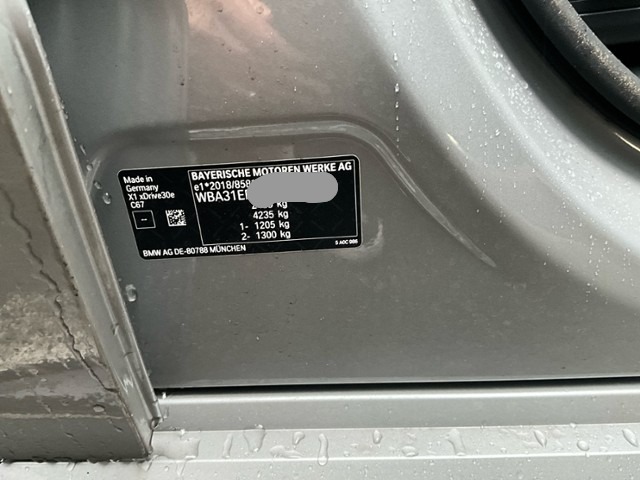 Made in
Germany
X1 xDrive30e
C67
-
BAYERISCHE MOTOREN WERKE AG
e1*2018/858
WBA31E
kg
4235 kg
1- 1205 kg
2- 1300 kg
BMW AG DE-80788 MÜNCHEN